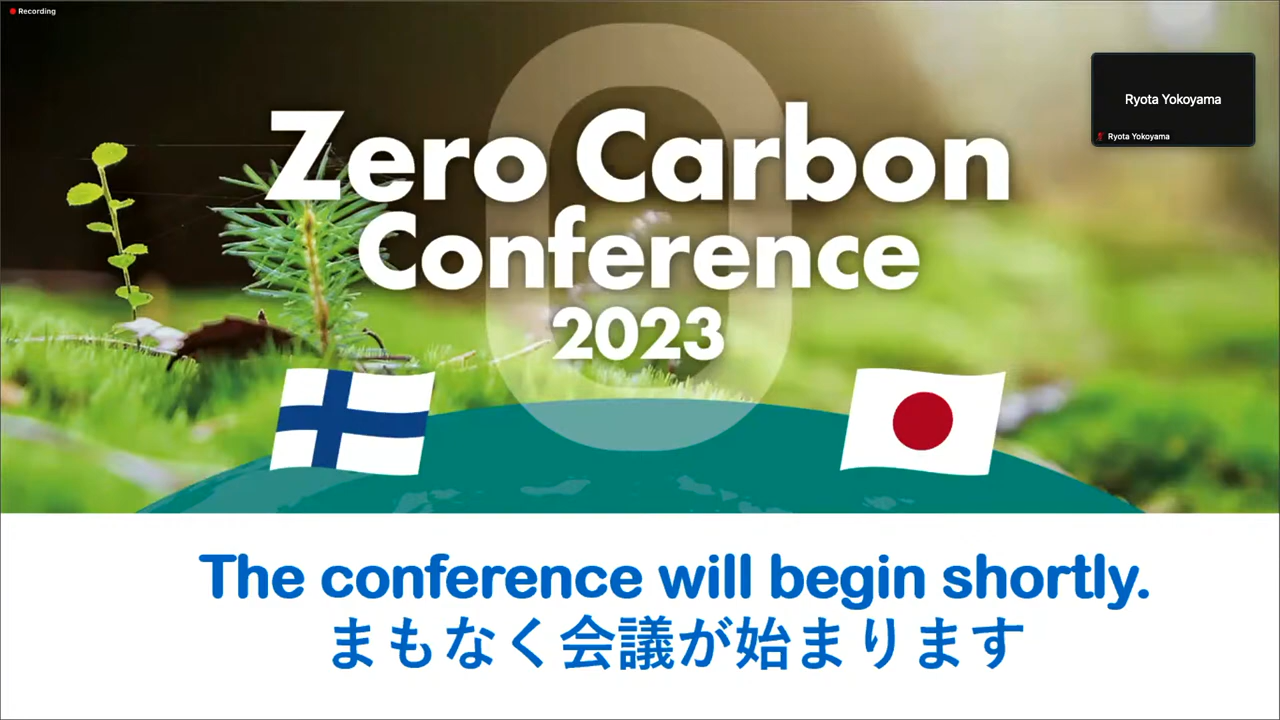 Recording
Ryota Yokoyama
Ryota Yokoyama
Zero Carbon
Conference
2023
The conference will begin shortly.
まもなく会議が始まります